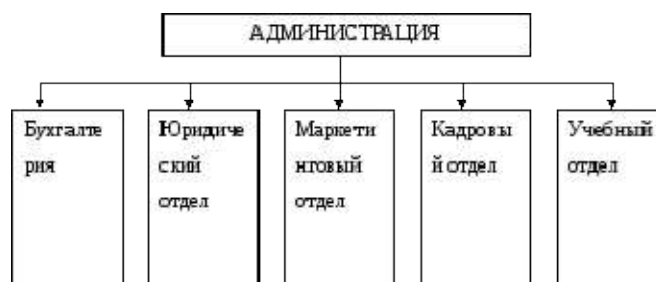 АДМИНИСТРАЦИЯ
Бухгалте
рия
Юридиче
ский
отдел
Маркети
нговый
отдел
Кадровы
й отдел
Учебный
отдел